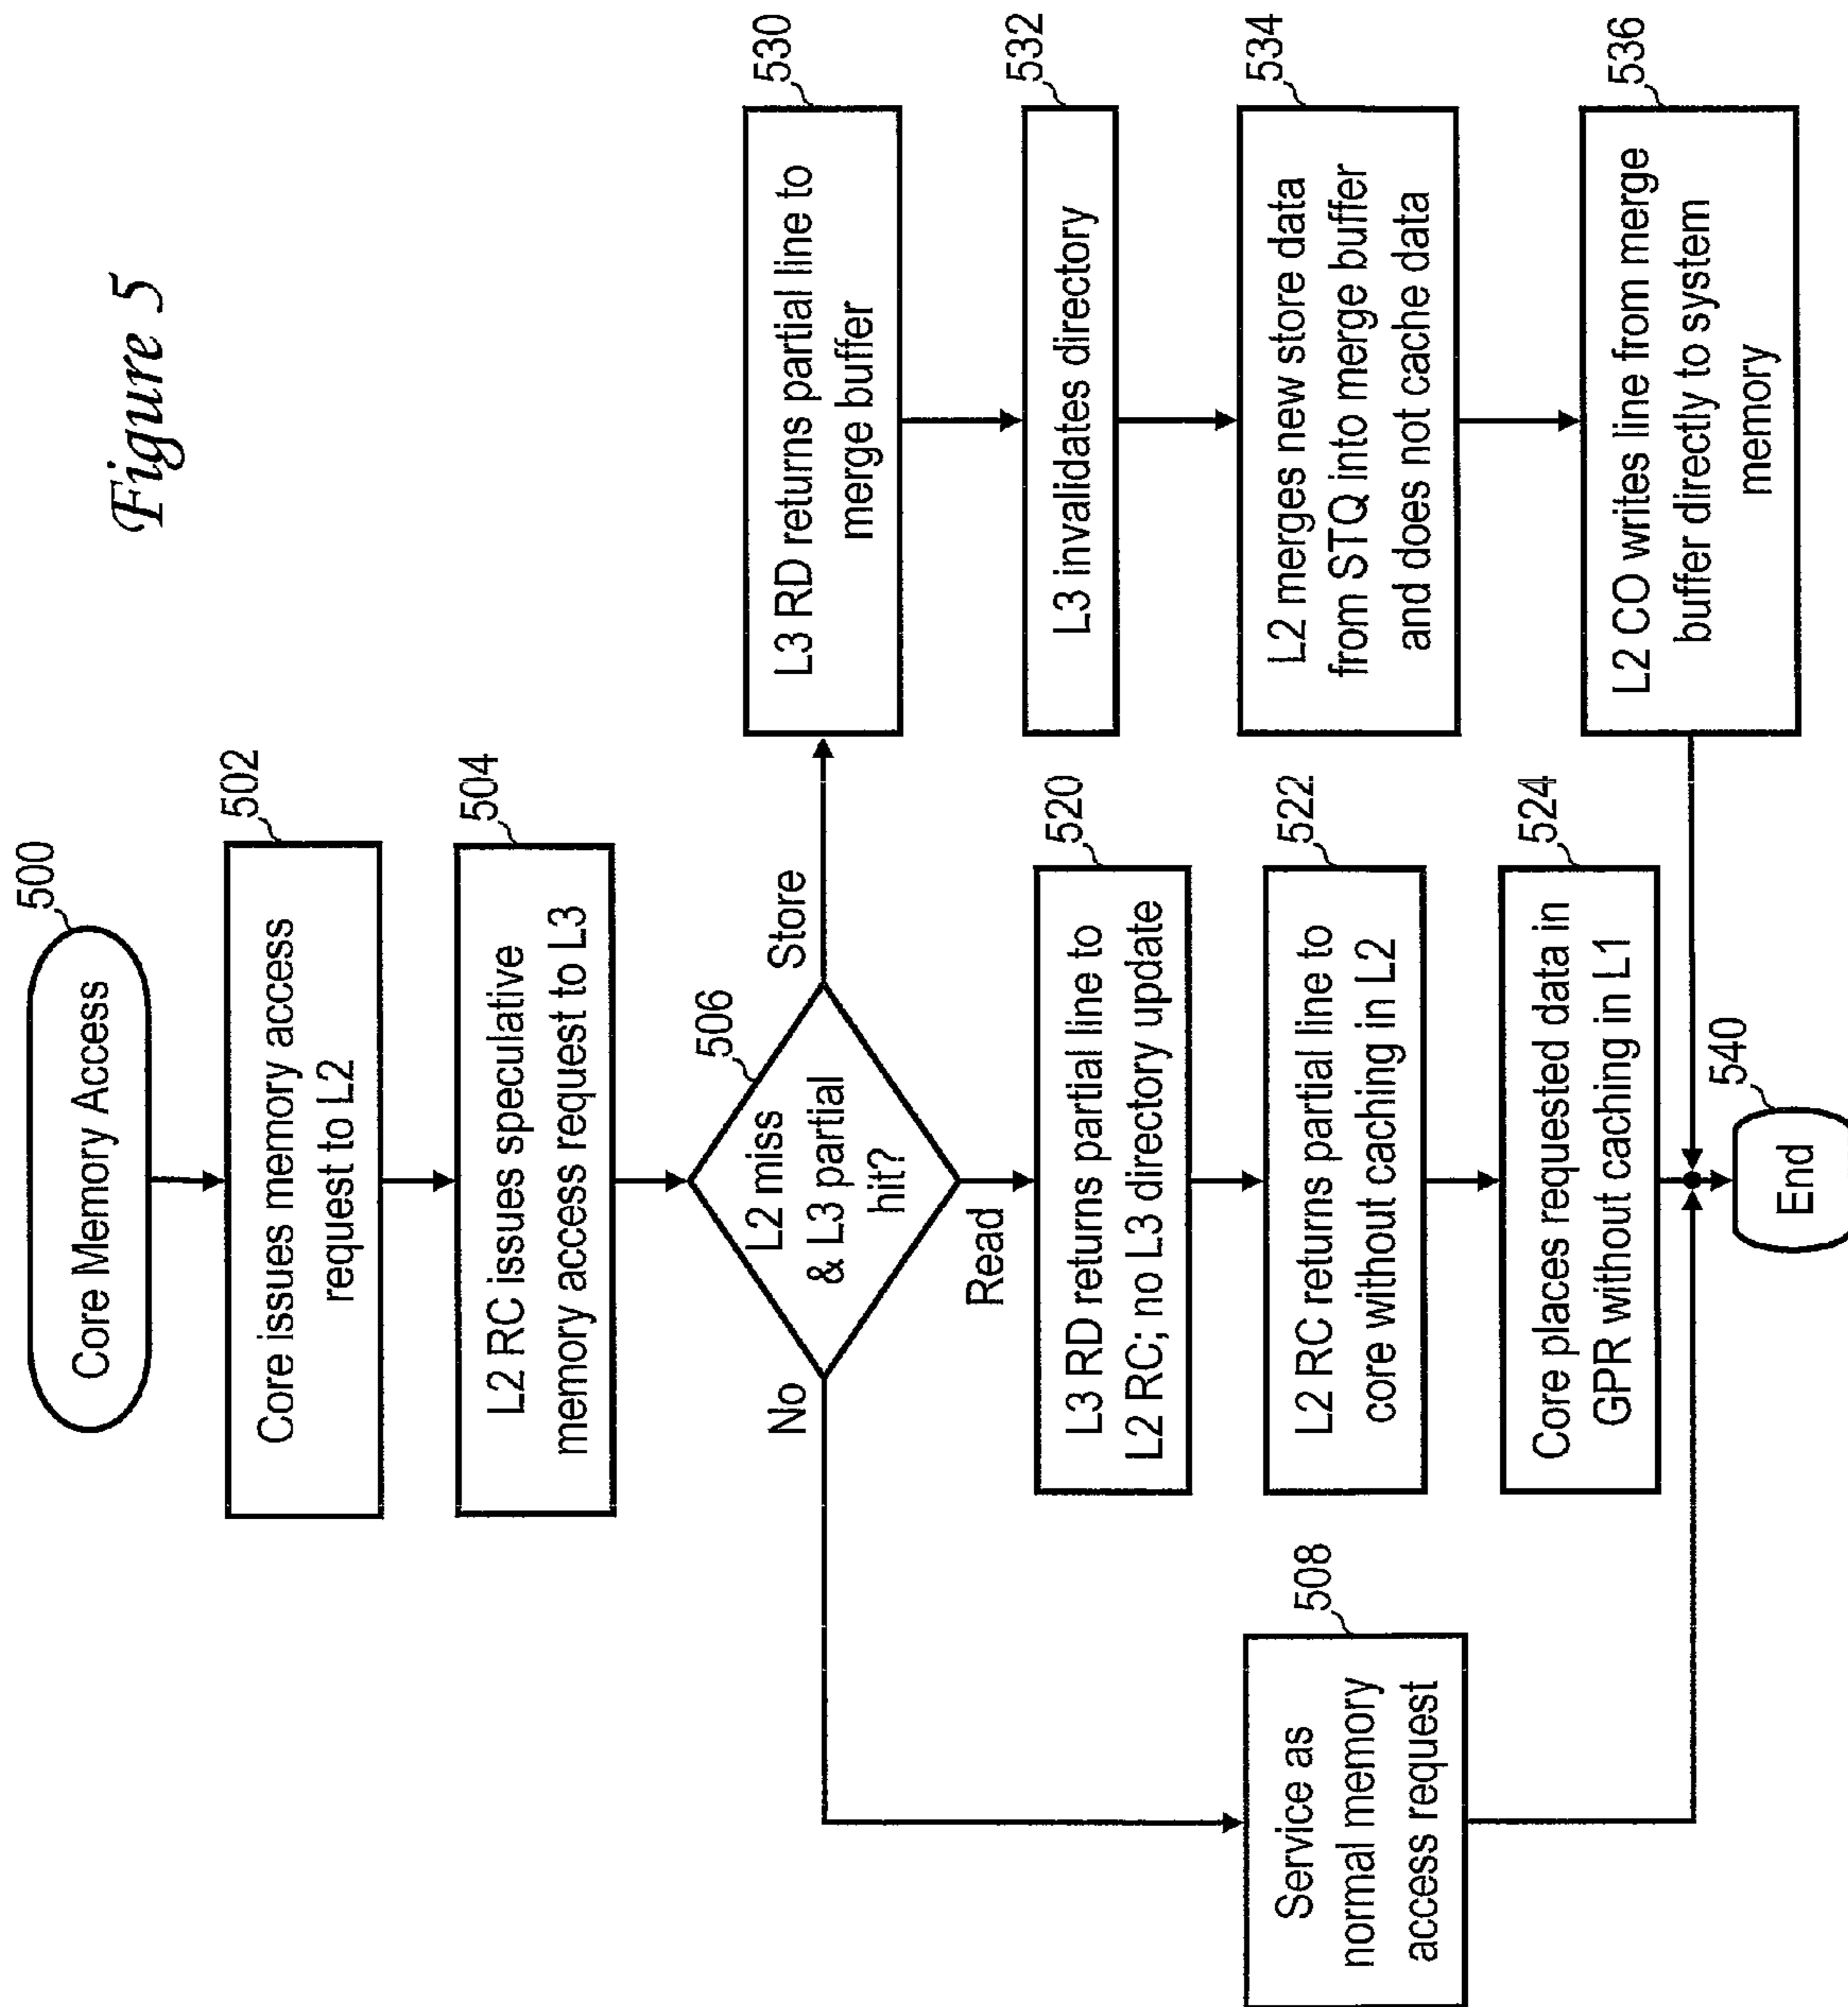 Figure 5
500
Core Memory Access
502
Core issues memory access
request to L2
504
L2 RC issues speculative
memory access request to L3
506
L2 miss
& L3 partial
hit?
No
Read
Store
508
Service as
normal memory
access request
520
L3 RD returns partial line to
L2 RC; no L3 directory update
522
L2 RC returns partial line to
core without caching in L2
524
Core places requested data in
GPR without caching in L1
530
L3 RD returns partial line to
merge buffer
532
L3 invalidates directory
534
L2 merges new store data
from STQ into merge buffer
and does not cache data
536
L2 CO writes line from merge
buffer directly to system
memory
540
End